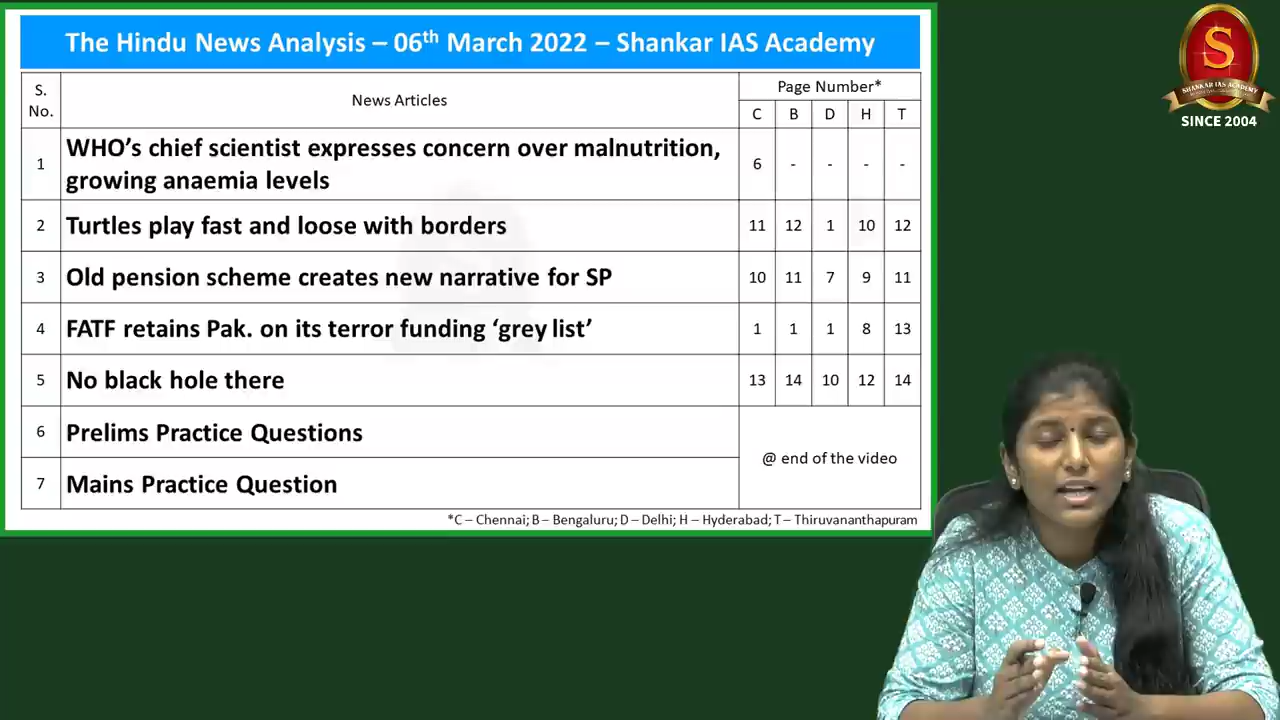 The Hindu News Analysis – 06th March 2022 – Shankar IAS Academy
S. No.
News Articles
Page Number*
C B D H T
1 WHO’s chief scientist expresses concern over malnutrition, growing anaemia levels 6 - - - -
2 Turtles play fast and loose with borders 11 12 1 10 12
3 Old pension scheme creates new narrative for SP 10 11 7 9 11
4 FATF retains Pak. on its terror funding ‘grey list’ 1 1 1 8 13
5 No black hole there 13 14 10 12 14
6 Prelims Practice Questions
@ end of the video
7 Mains Practice Question
*C – Chennai; B – Bengaluru; D – Delhi; H – Hyderabad; T – Thiruvananthapuram
S
SHANKAR IAS ACADEMY
SINCE 2004